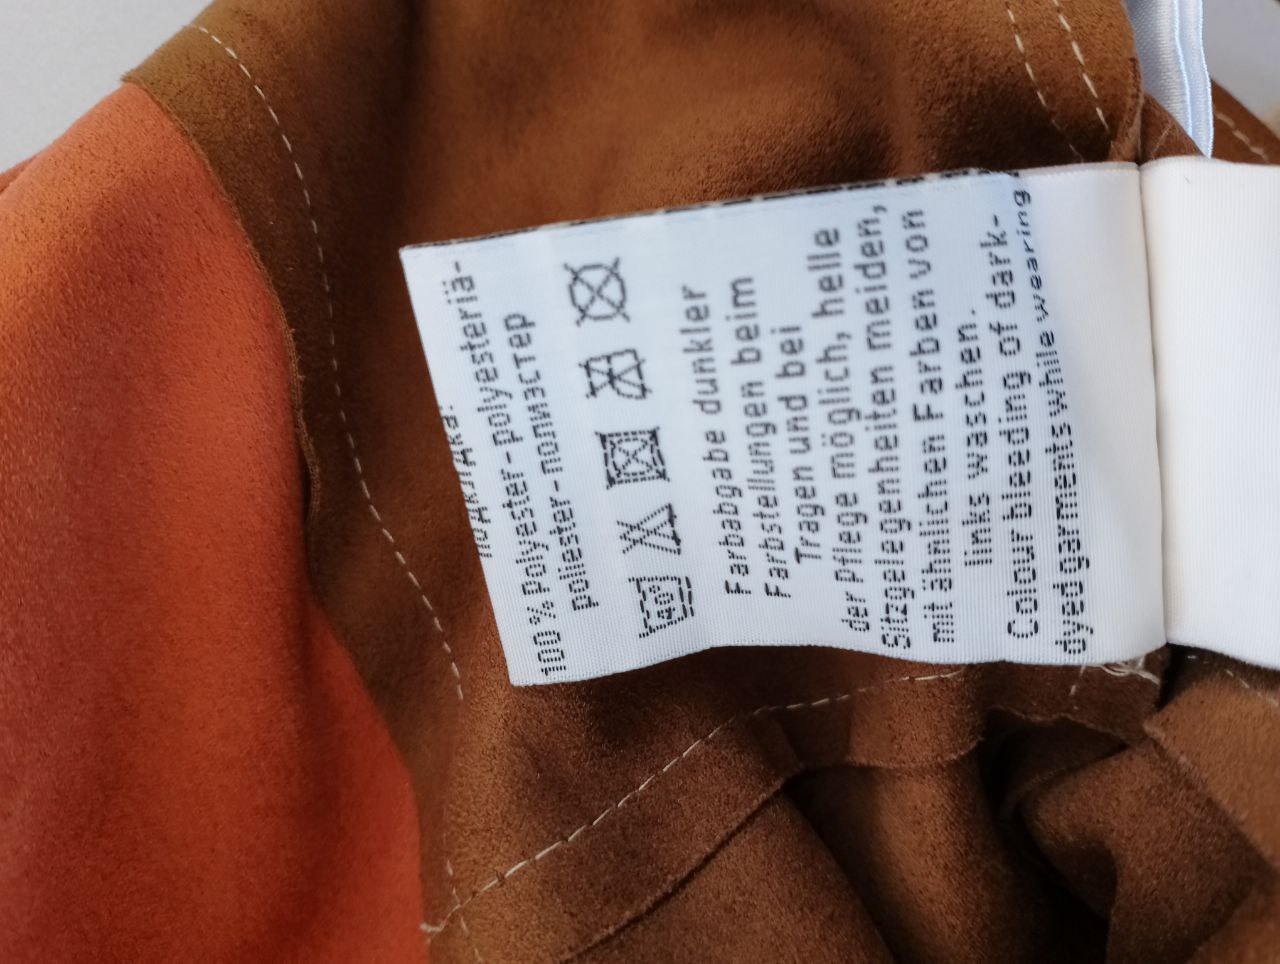 100 % Polyester - polyesteriä-
poliester - полиэстер
40°
Farbabgabe dunkler
Farbstellungen beim
Tragen und bei
der Pflege möglich, helle
Sitzgelegenheiten meiden,
mit ähnlichen Farben von
links waschen.
Colour bleeding of dark-
dyed garments while wearing